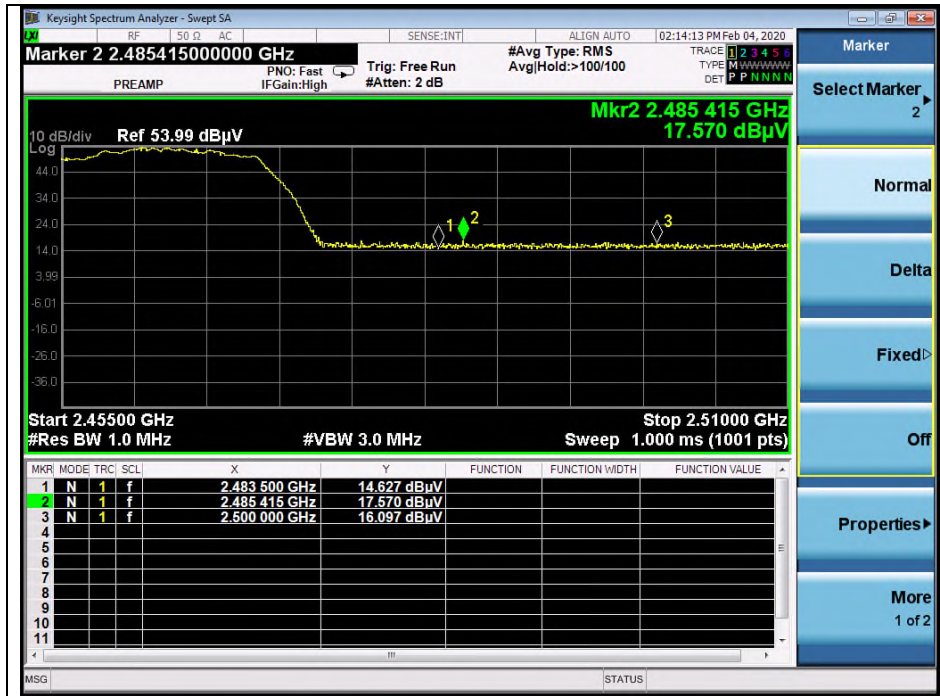 Keysight Spectrum Analyzer - Swept SA
LXI RF 50 Ω AC SENSE:INT ALIGN AUTO 02:14:13 PM Feb 04, 2020
Marker 2 2.485415000000 GHz
PREAMP
PNO: Fast
IFGain:High
Trig: Free Run
#Atten: 2 dB
#Avg Type: RMS
Avg|Hold:>100/100
TRACE 1 2 3 4 5 6
TYPE M WWWWW
DET P P N N N N
Mkr2 2.485 415 GHz
17.570 dBµV
10 dB/div Ref 53.99 dBµV
Log
44.0
34.0
24.0
14.0
3.99
-6.01
-16.0
-26.0
-36.0
1
2
3
Start 2.45500 GHz Stop 2.51000 GHz
#Res BW 1.0 MHz #VBW 3.0 MHz Sweep 1.000 ms (1001 pts)
MKR MODE TRC SCL X Y FUNCTION FUNCTION WIDTH FUNCTION VALUE
1 N 1 f 2.483 500 GHz 14.627 dBµV
2 N 1 f 2.485 415 GHz 17.570 dBµV
3 N 1 f 2.500 000 GHz 16.097 dBµV
4
5
6
7
8
9
10
11
MSG STATUS
Marker
Select Marker
2
Normal
Delta
Fixed
Off
Properties
More
1 of 2